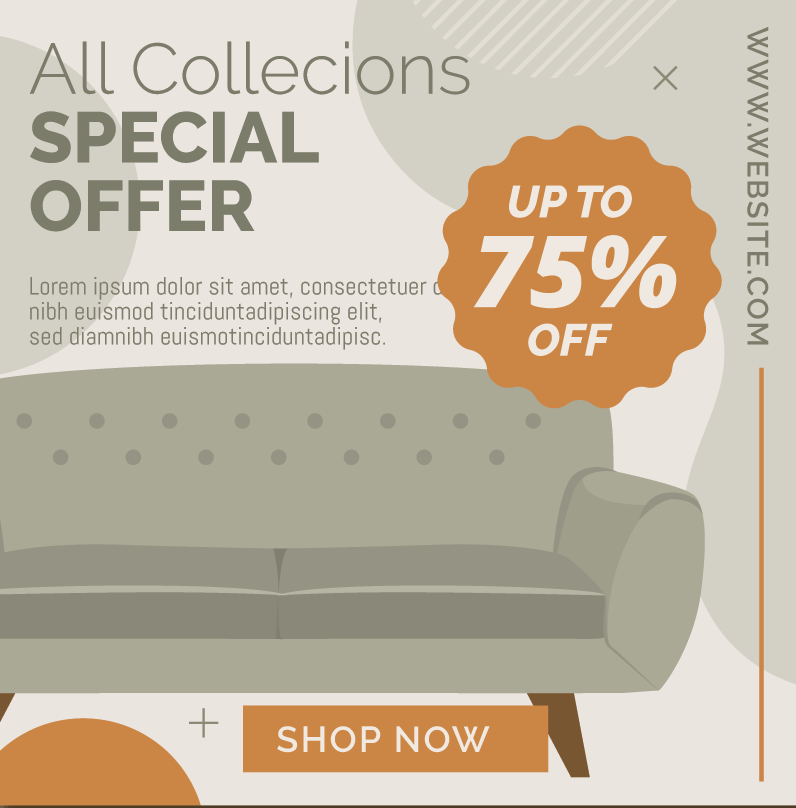 All Collecions
SPECIAL
OFFER
Lorem ipsum dolor sit amet, consectetuer
nibh euismod tinciduntadipiscing elit,
sed diamnibh euismotinciduntadipisc.
UP TO
75%
OFF
WWW.WEBSITE.COM
SHOP NOW